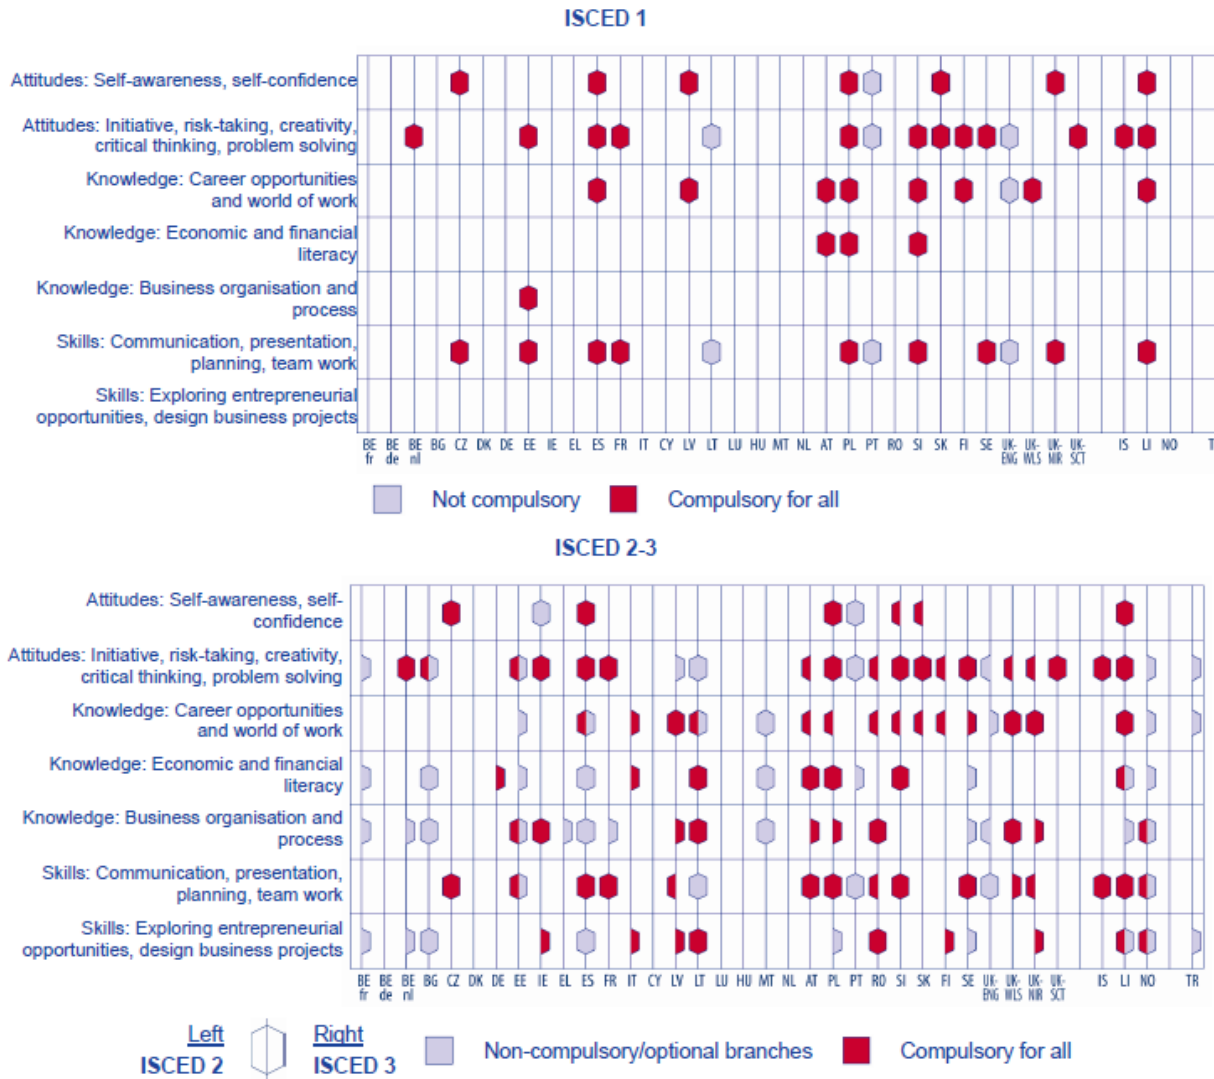 ISCED 1
Attitudes: Self-awareness, self-confidence
Attitudes: Initiative, risk-taking, creativity,
critical thinking, problem solving
Knowledge: Career opportunities
and world of work
Knowledge: Economic and financial
literacy
Knowledge: Business organisation and
process
Skills: Communication, presentation,
planning, team work
Skills: Exploring entrepreneurial
opportunities, design business projects
BE fr BE de BE nl BG CZ DK DE EE IE EL ES FR IT CY LV LT LU HU MT NL AT PL PT RO SI SK FI SE UK-ENG UK-WLS UK-NIR UK-SCT IS LI NO T
Not compulsory Compulsory for all
ISCED 2-3
Attitudes: Self-awareness, self-
confidence
Attitudes: Initiative, risk-taking, creativity,
critical thinking, problem solving
Knowledge: Career opportunities
and world of work
Knowledge: Economic and financial
literacy
Knowledge: Business organisation and
process
Skills: Communication, presentation,
planning, team work
Skills: Exploring entrepreneurial
opportunities, design business projects
BE fr BE de BE nl BG CZ DK DE EE IE EL ES FR IT CY LV LT LU HU MT NL AT PL PT RO SI SK FI SE UK-ENG UK-WLS UK-NIR UK-SCT IS LI NO TR
Left Right
ISCED 2 ISCED 3 Non-compulsory/optional branches Compulsory for all